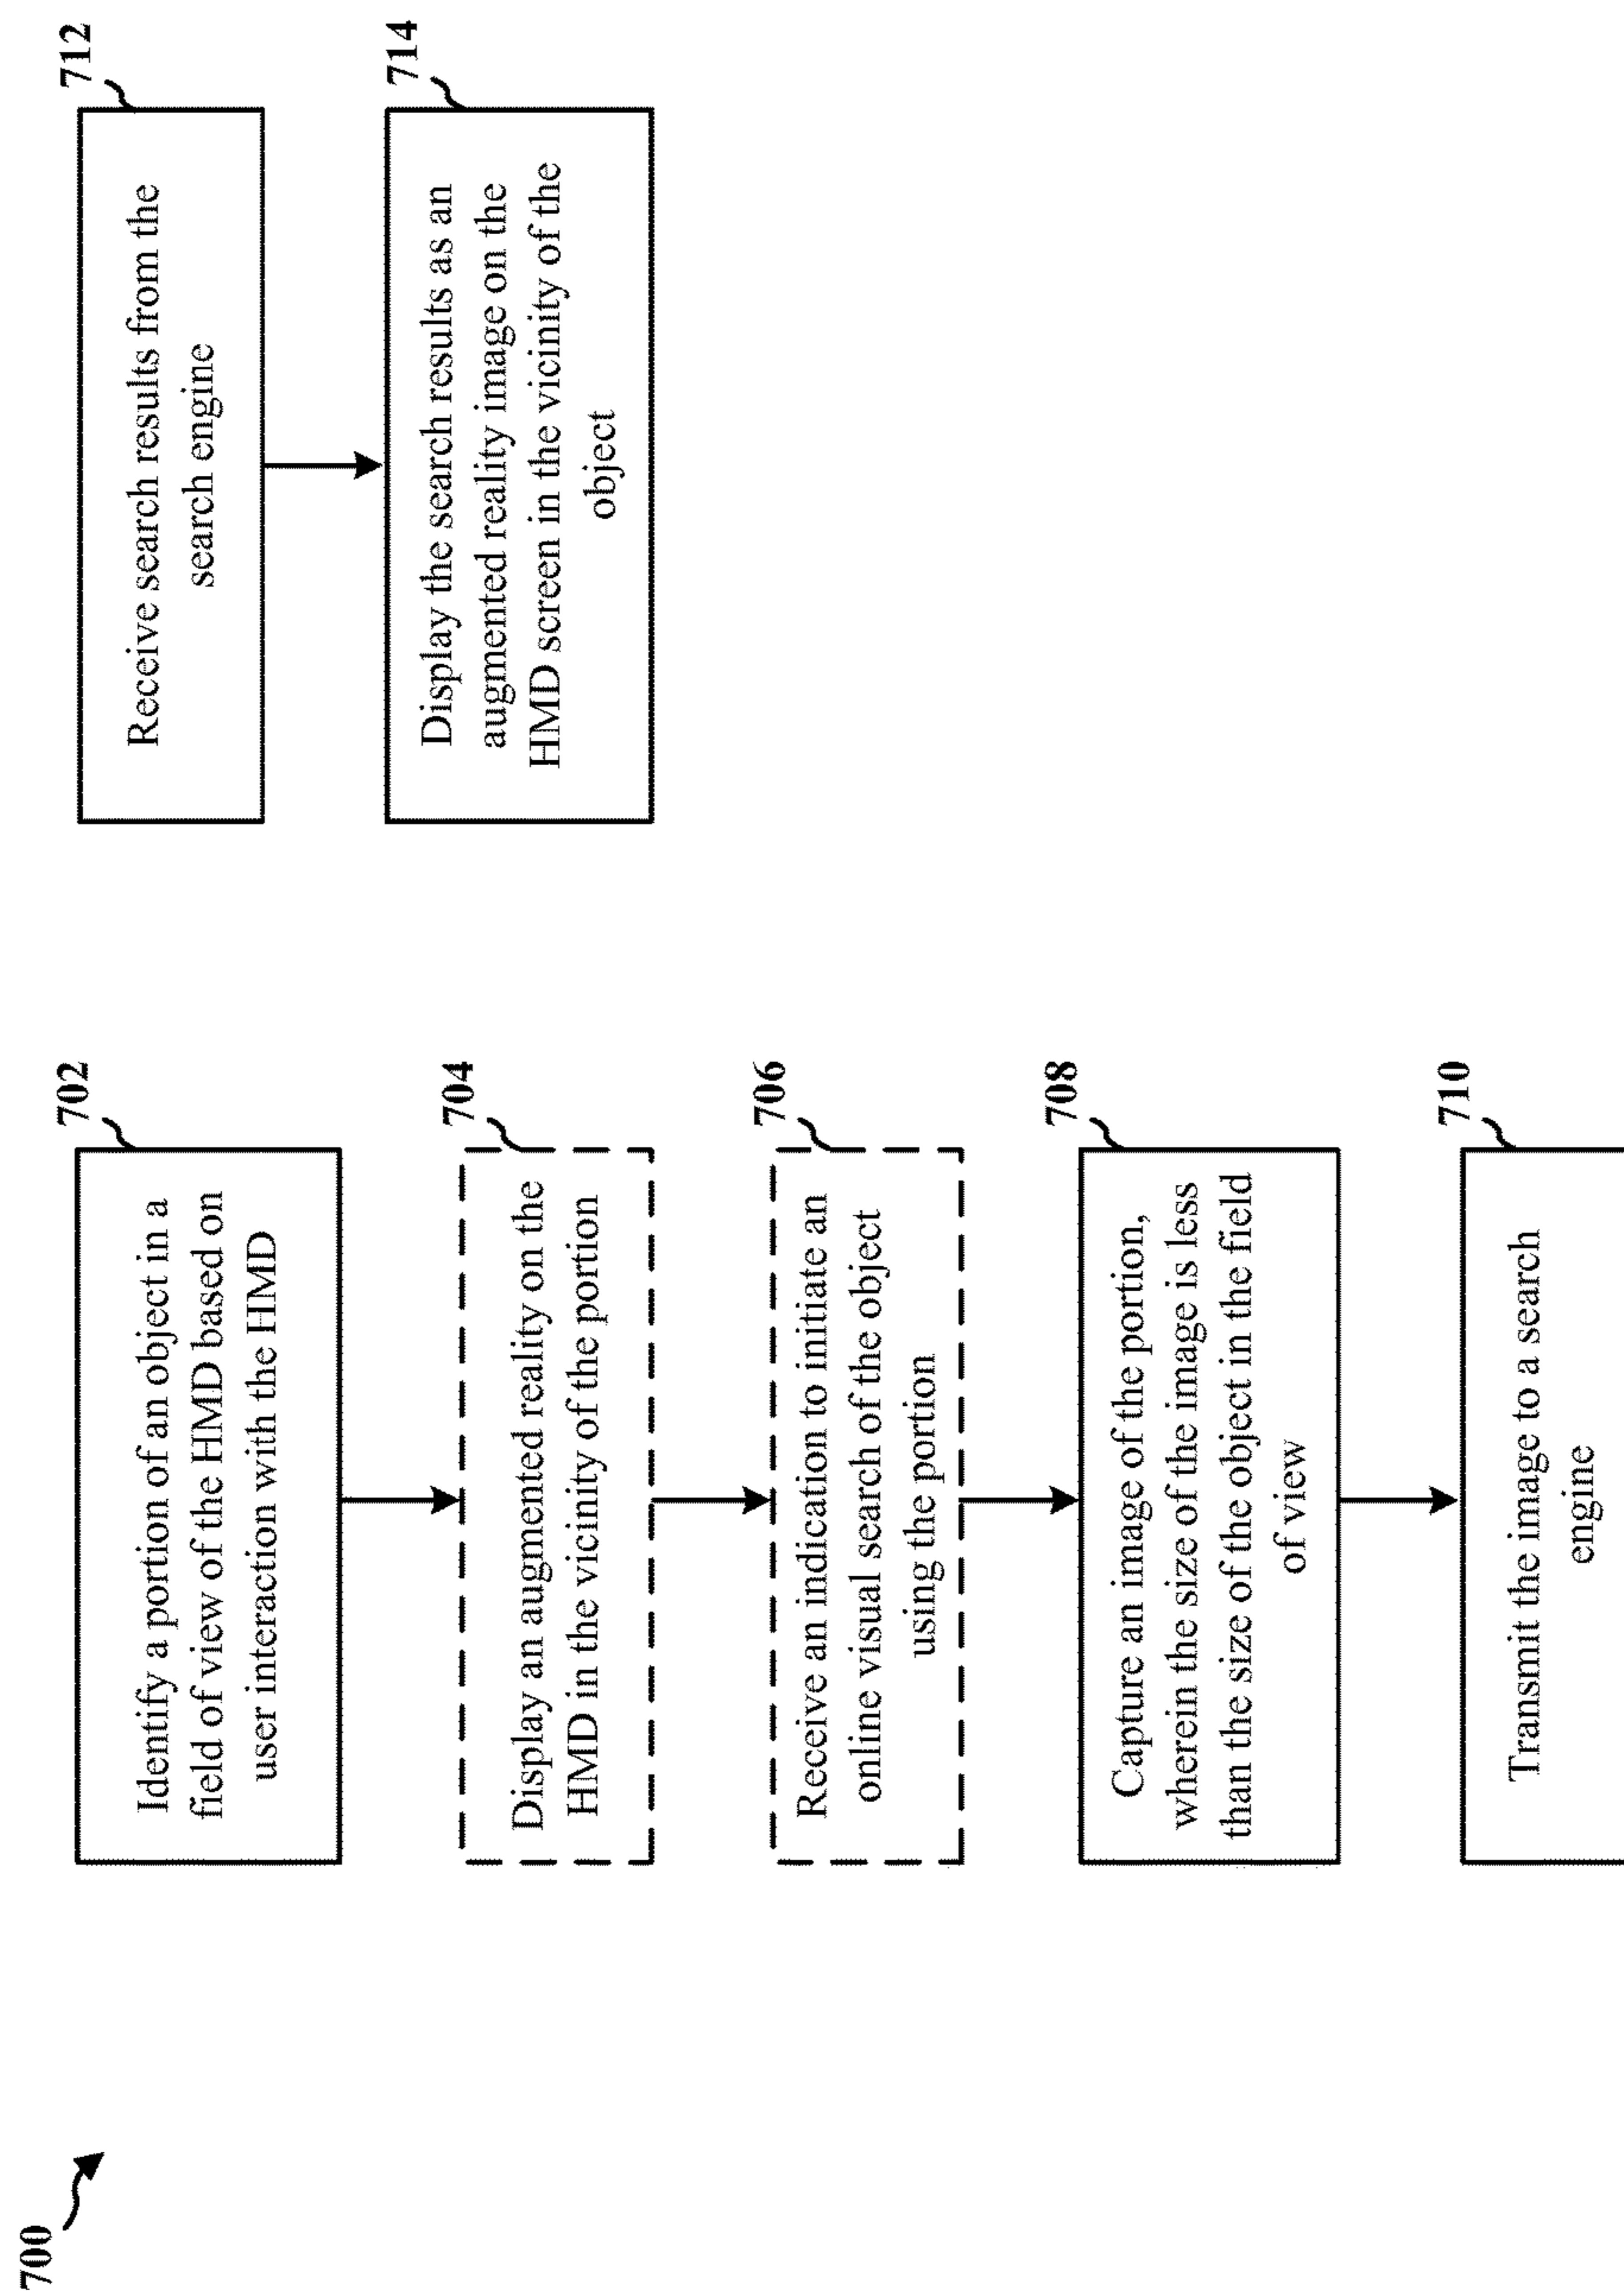 700
702
Identify a portion of an object in a
field of view of the HMD based on
user interaction with the HMD
704
Display an augmented reality on the
HMD in the vicinity of the portion
706
Receive an indication to initiate an
online visual search of the object
using the portion
708
Capture an image of the portion,
wherein the size of the image is less
than the size of the object in the field
of view
710
Transmit the image to a search
engine
712
Receive search results from the
search engine
714
Display the search results as an
augmented reality image on the
HMD screen in the vicinity of the
object